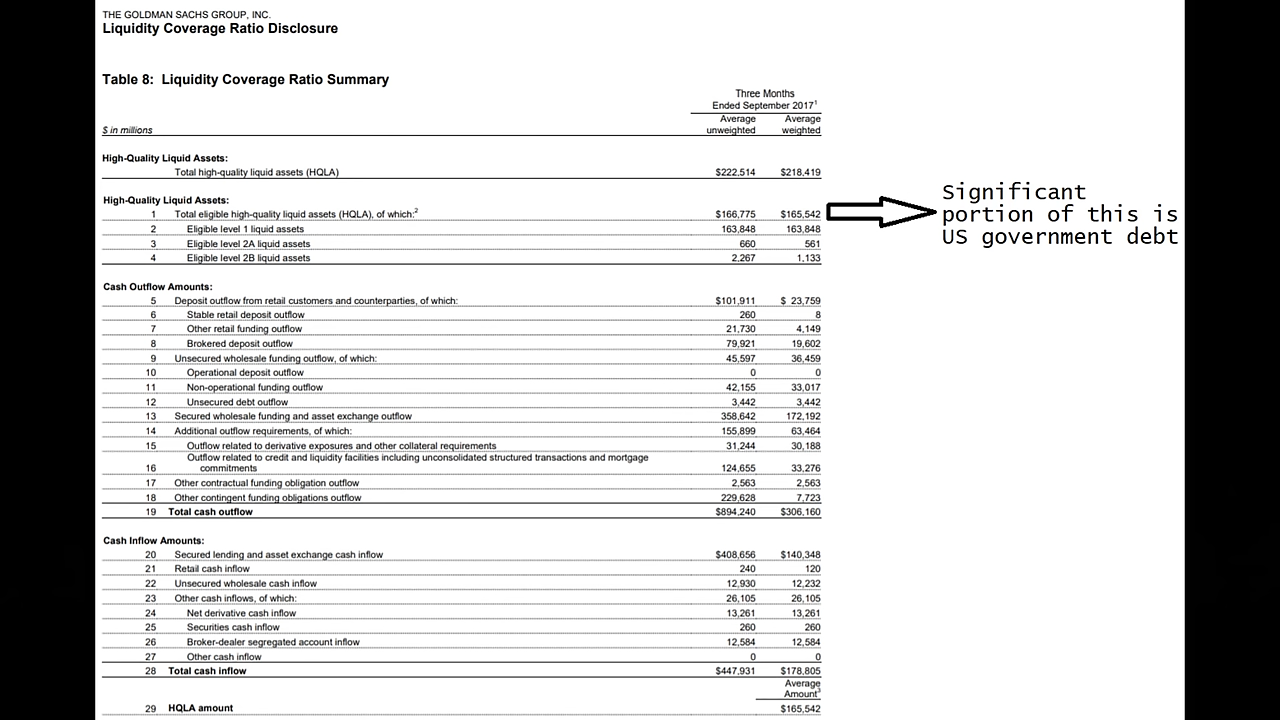 THE GOLDMAN SACHS GROUP, INC.
Liquidity Coverage Ratio Disclosure
Table 8: Liquidity Coverage Ratio Summary
Three Months
Ended September 2017¹
Average Average
$ in millions unweighted weighted
High-Quality Liquid Assets:
Total high-quality liquid assets (HQLA) $222,514 $218,419
High-Quality Liquid Assets:
1 Total eligible high-quality liquid assets (HQLA), of which:² $166,775 $165,542
2 Eligible level 1 liquid assets 163,848 163,848
3 Eligible level 2A liquid assets 660 561
4 Eligible level 2B liquid assets 2,267 1,133
Significant
portion of this is
US government debt
Cash Outflow Amounts:
5 Deposit outflow from retail customers and counterparties, of which: $101,911 $ 23,759
6 Stable retail deposit outflow 260 8
7 Other retail funding outflow 21,730 4,149
8 Brokered deposit outflow 79,921 19,602
9 Unsecured wholesale funding outflow, of which: 45,597 36,459
10 Operational deposit outflow 0 0
11 Non-operational funding outflow 42,155 33,017
12 Unsecured debt outflow 3,442 3,442
13 Secured wholesale funding and asset exchange outflow 358,642 172,192
14 Additional outflow requirements, of which: 155,899 63,464
15 Outflow related to derivative exposures and other collateral requirements 31,244 30,188
Outflow related to credit and liquidity facilities including unconsolidated structured transactions and mortgage
16 commitments 124,655 33,276
17 Other contractual funding obligation outflow 2,563 2,563
18 Other contingent funding obligations outflow 229,628 7,723
19 Total cash outflow $894,240 $306,160
Cash Inflow Amounts:
20 Secured lending and asset exchange cash inflow $408,656 $140,348
21 Retail cash inflow 240 120
22 Unsecured wholesale cash inflow 12,930 12,232
23 Other cash inflows, of which: 26,105 26,105
24 Net derivative cash inflow 13,261 13,261
25 Securities cash inflow 260 260
26 Broker-dealer segregated account inflow 12,584 12,584
27 Other cash inflow 0 0
28 Total cash inflow $447,931 $178,805
Average
Amount³
29 HQLA amount $165,542